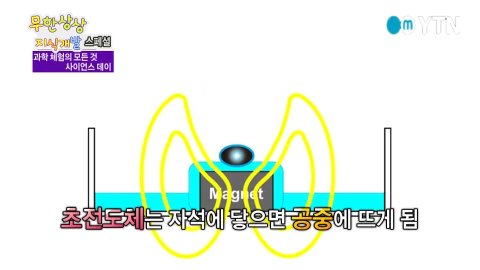 무한상상
지식개발 스페셜
과학 체험의 모든 것
사이언스 데이
m YTN
Magnet
초전도체는 자석에 닿으면 공중에 뜨게 됨